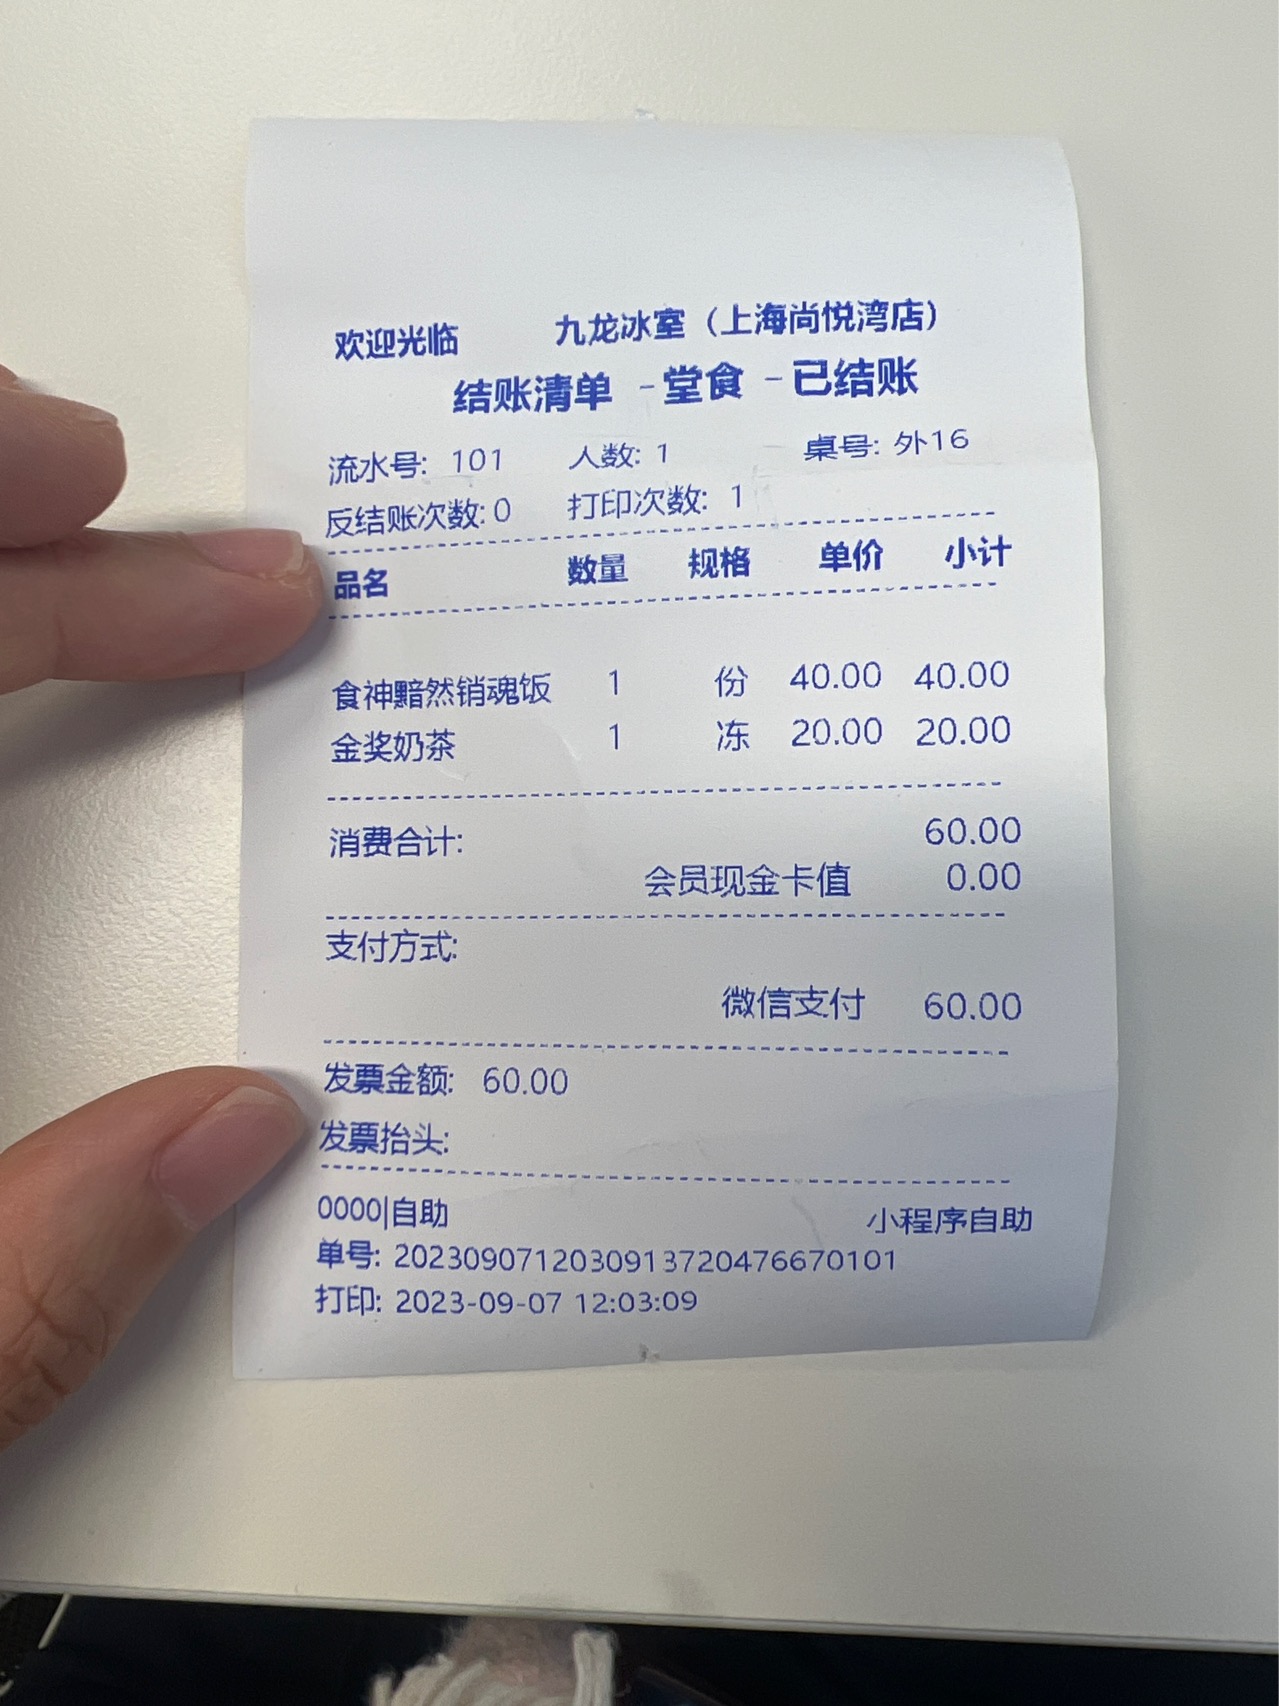 欢迎光临 九龙冰室（上海尚悦湾店）
结账清单 -堂食 -已结账
流水号: 101 人数: 1 桌号: 外16
反结账次数: 0 打印次数: 1
品名 数量 规格 单价 小计
食神黯然销魂饭 1 份 40.00 40.00
金奖奶茶 1 冻 20.00 20.00
消费合计: 60.00
会员现金卡值 0.00
支付方式:
微信支付 60.00
发票金额: 60.00
发票抬头:
0000|自助 小程序自助
单号: 20230907120309137204766​70101
打印: 2023-09-07 12:03:09